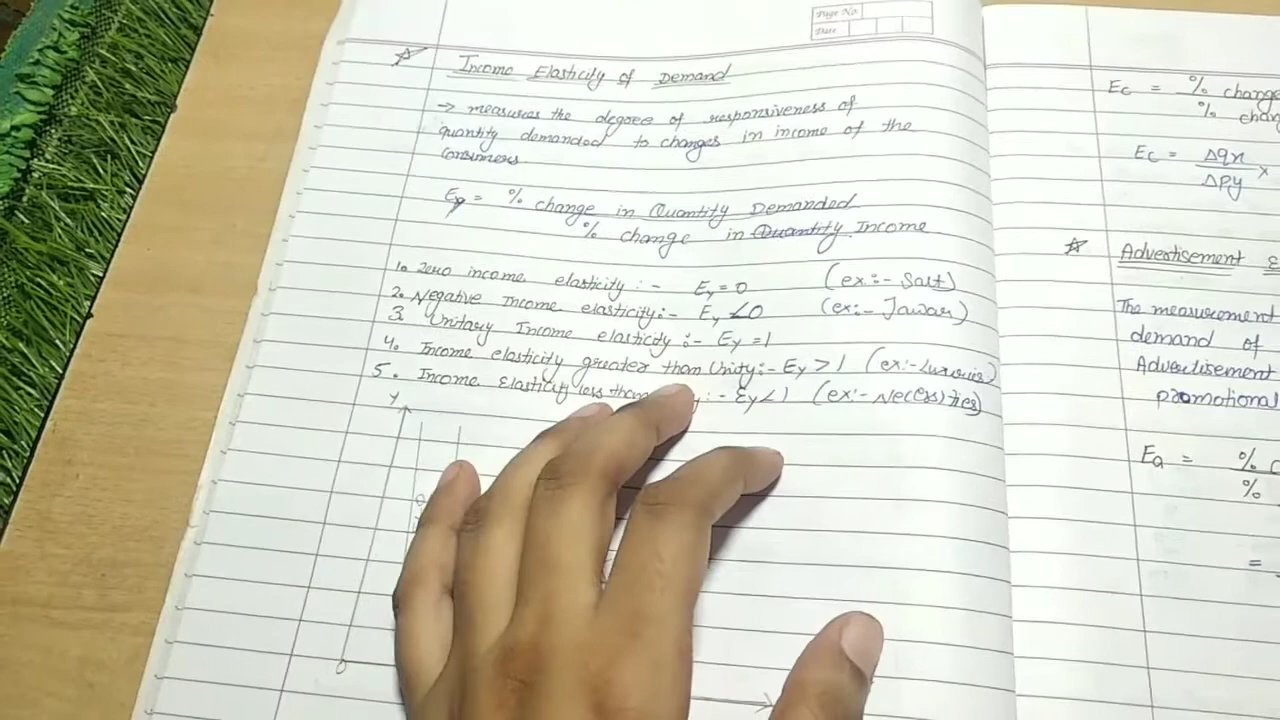 Page No.
Date
Income Elasticity of Demand
→ measures the degree of responsiveness of
quantity demanded to changes in income of the
consumers
Ey = % change in Quantity Demanded
% change in Quantity Income
1. Zero income elasticity :- Ey = 0 (ex:- Salt)
2. Negative Income elasticity:- Ey < 0 (ex:- Jawar)
3. Unitary Income elasticity :- Ey = 1
4. Income elasticity greater than Unity:- Ey > 1 (ex:- Luxuries)
5. Income Elasticity less than y:- Ey < 1 (ex:- Necessities)
Y
O
Ec = % change
% chan
Ec = Δqx ×
ΔPy
Advertisement E
The measurement
demand of
Advertisement
promotional
Ea = % c
%
=